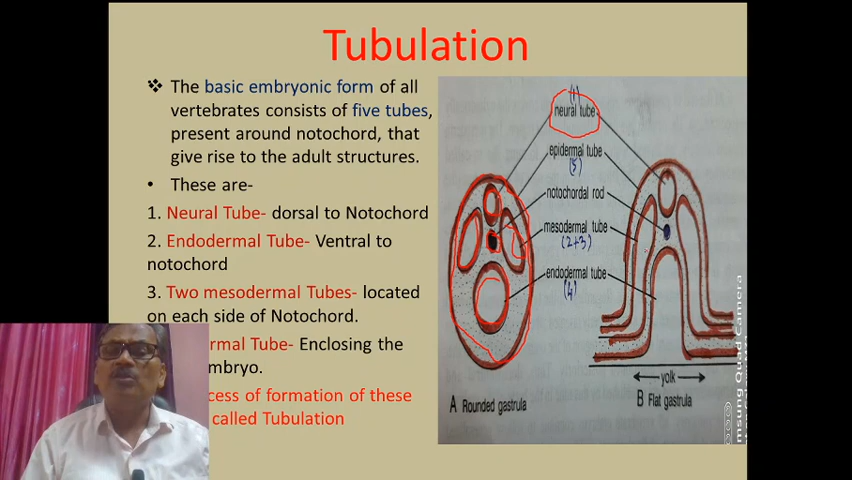 Tubulation
❖ The basic embryonic form of all
vertebrates consists of five tubes,
present around notochord, that
give rise to the adult structures.
• These are-
1. Neural Tube- dorsal to Notochord
2. Endodermal Tube- Ventral to
notochord
3. Two mesodermal Tubes- located
on each side of Notochord.
rmal Tube- Enclosing the
mbryo.
cess of formation of these
called Tubulation
(1)
neural tube
epidermal tube
(5)
notochordal rod
mesodermal tube
(2+3)
endodermal tube
(4)
yolk
A Rounded gastrula
B Flat gastrula
msung Quad Camera